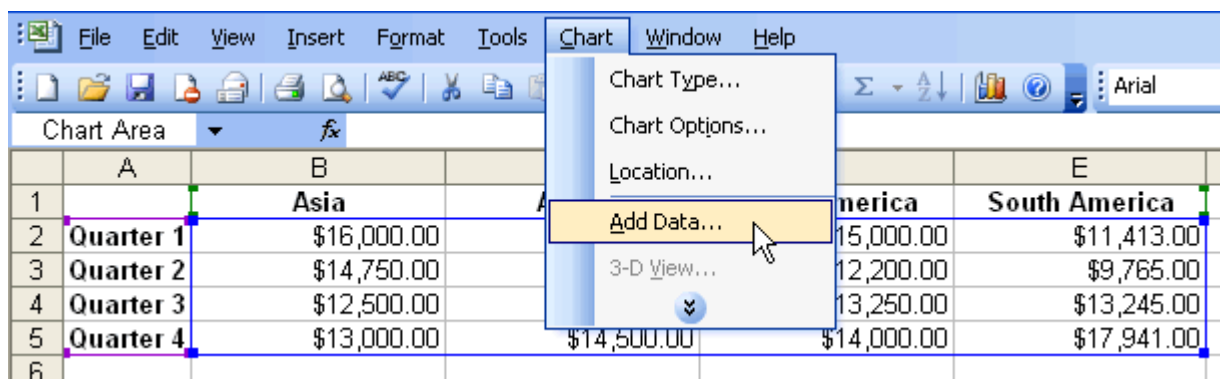 File Edit View Insert Format Tools Chart Window Help
ABC Σ A Z Arial
Chart Area fx
Chart Type...
Chart Options...
Location...
Add Data...
3-D View...
A B E
1 Asia merica South America
2 Quarter 1 $16,000.00 15,000.00 $11,413.00
3 Quarter 2 $14,750.00 12,200.00 $9,765.00
4 Quarter 3 $12,500.00 13,250.00 $13,245.00
5 Quarter 4 $13,000.00 $14,500.00 $14,000.00 $17,941.00
6